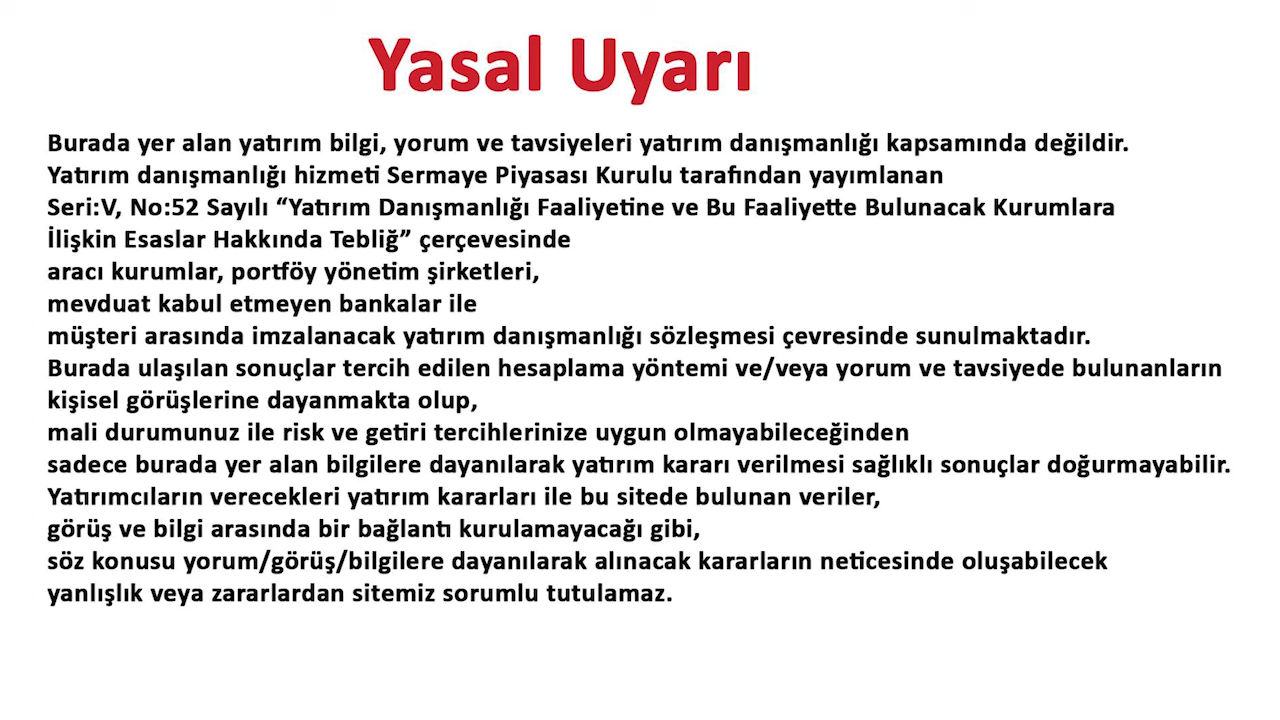 Yasal Uyarı
Burada yer alan yatırım bilgi, yorum ve tavsiyeleri yatırım danışmanlığı kapsamında değildir.
Yatırım danışmanlığı hizmeti Sermaye Piyasası Kurulu tarafından yayımlanan
Seri:V, No:52 Sayılı “Yatırım Danışmanlığı Faaliyetine ve Bu Faaliyette Bulunacak Kurumlara
İlişkin Esaslar Hakkında Tebliğ” çerçevesinde
aracı kurumlar, portföy yönetim şirketleri,
mevduat kabul etmeyen bankalar ile
müşteri arasında imzalanacak yatırım danışmanlığı sözleşmesi çevresinde sunulmaktadır.
Burada ulaşılan sonuçlar tercih edilen hesaplama yöntemi ve/veya yorum ve tavsiyede bulunanların
kişisel görüşlerine dayanmakta olup,
mali durumunuz ile risk ve getiri tercihlerinize uygun olmayabileceğinden
sadece burada yer alan bilgilere dayanılarak yatırım kararı verilmesi sağlıklı sonuçlar doğurmayabilir.
Yatırımcıların verecekleri yatırım kararları ile bu sitede bulunan veriler,
görüş ve bilgi arasında bir bağlantı kurulamayacağı gibi,
söz konusu yorum/görüş/bilgilere dayanılarak alınacak kararların neticesinde oluşabilecek
yanlışlık veya zararlardan sitemiz sorumlu tutulamaz.